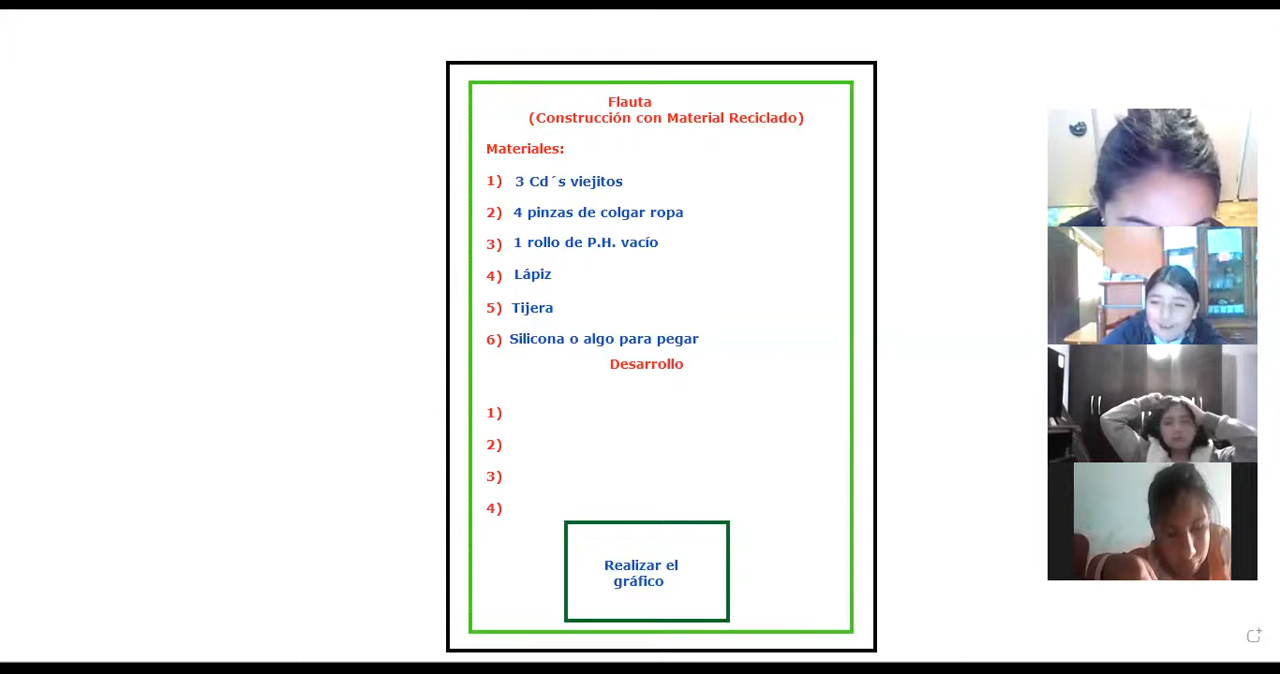 Flauta
(Construcción con Material Reciclado)
Materiales:
1) 3 Cd´s viejitos
2) 4 pinzas de colgar ropa
3) 1 rollo de P.H. vacío
4) Lápiz
5) Tijera
6) Silicona o algo para pegar
Desarrollo
1)
2)
3)
4)
Realizar el
gráfico